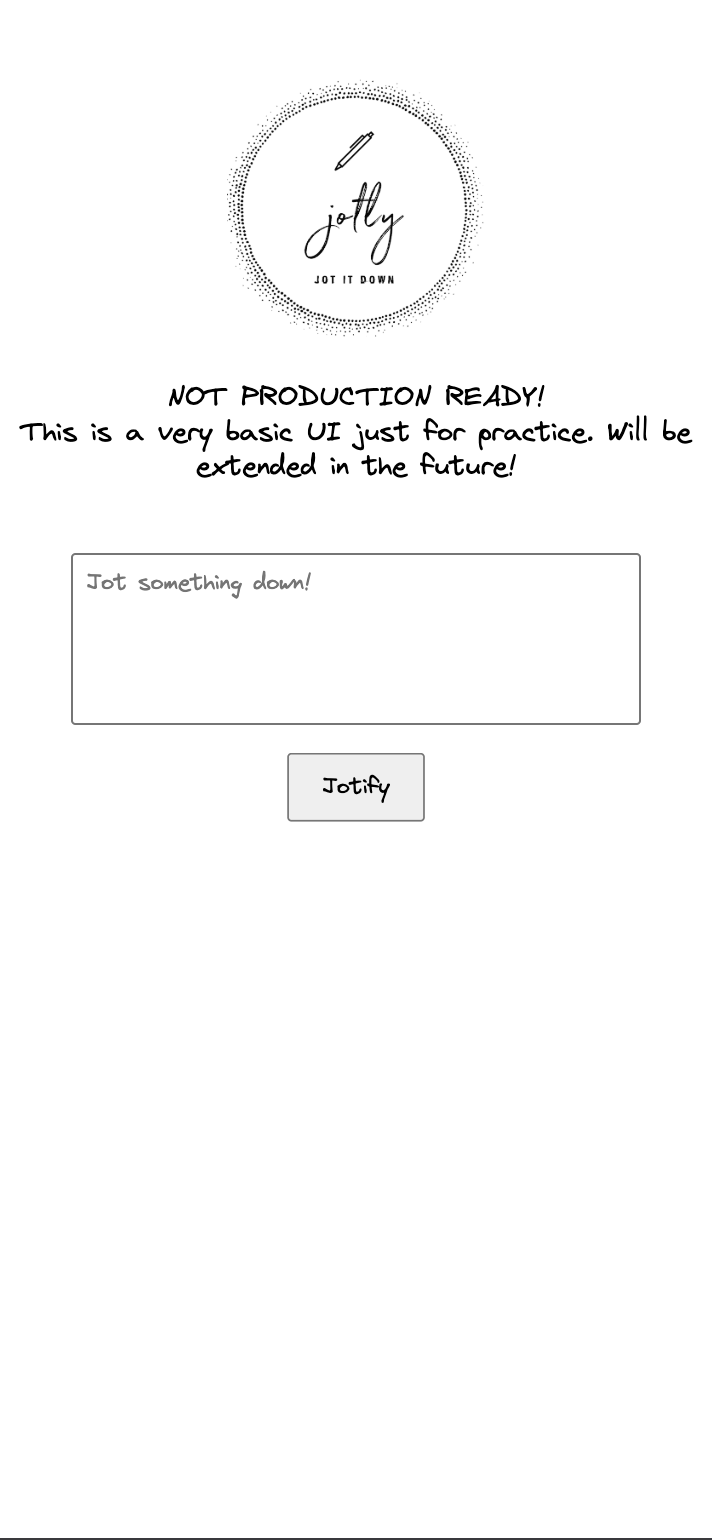 jotly
JOT IT DOWN
NOT PRODUCTION READY!
This is a very basic UI just for practice. Will be
extended in the future!
Jot something down!
Jotify